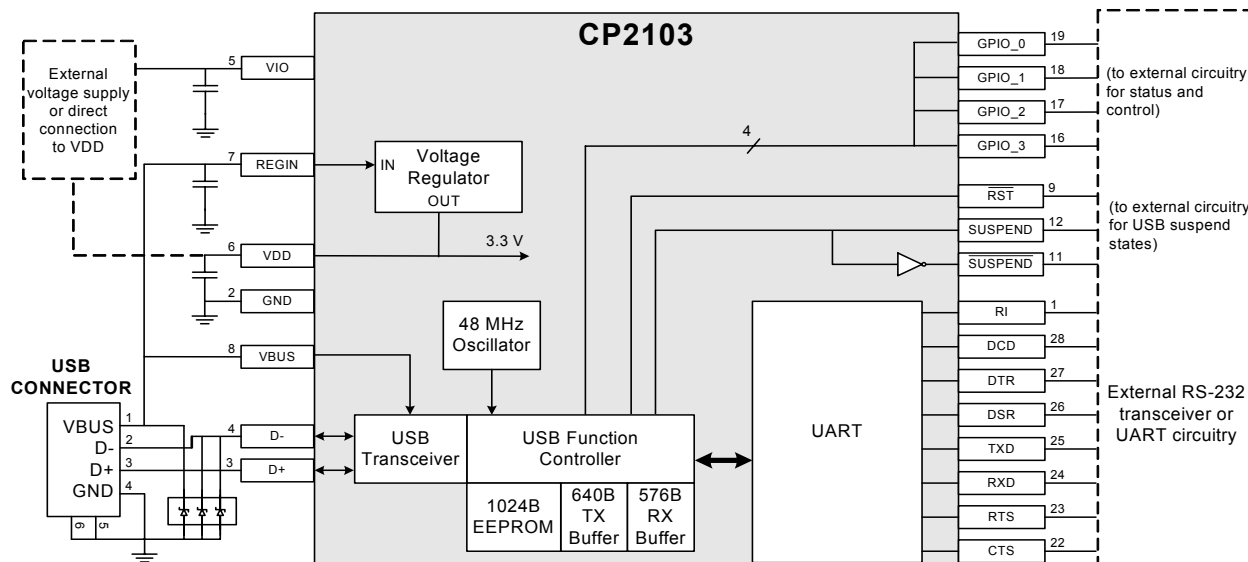 CP2103
External
voltage supply
or direct
connection
to VDD
5
VIO
7
REGIN
IN
Voltage
Regulator
OUT
6
VDD
3.3 V
2
GND
48 MHz
Oscillator
8
VBUS
USB
CONNECTOR
VBUS
1
D-
2
D+
3
GND
4
6
5
4
D-
3
D+
USB
Transceiver
USB Function
Controller
1024B
EEPROM
640B
TX
Buffer
576B
RX
Buffer
4
UART
GPIO_0
19
GPIO_1
18
GPIO_2
17
GPIO_3
16
RST
9
SUSPEND
12
SUSPEND
11
RI
1
DCD
28
DTR
27
DSR
26
TXD
25
RXD
24
RTS
23
CTS
22
(to external circuitry
for status and
control)
(to external circuitry
for USB suspend
states)
External RS-232
transceiver or
UART circuitry